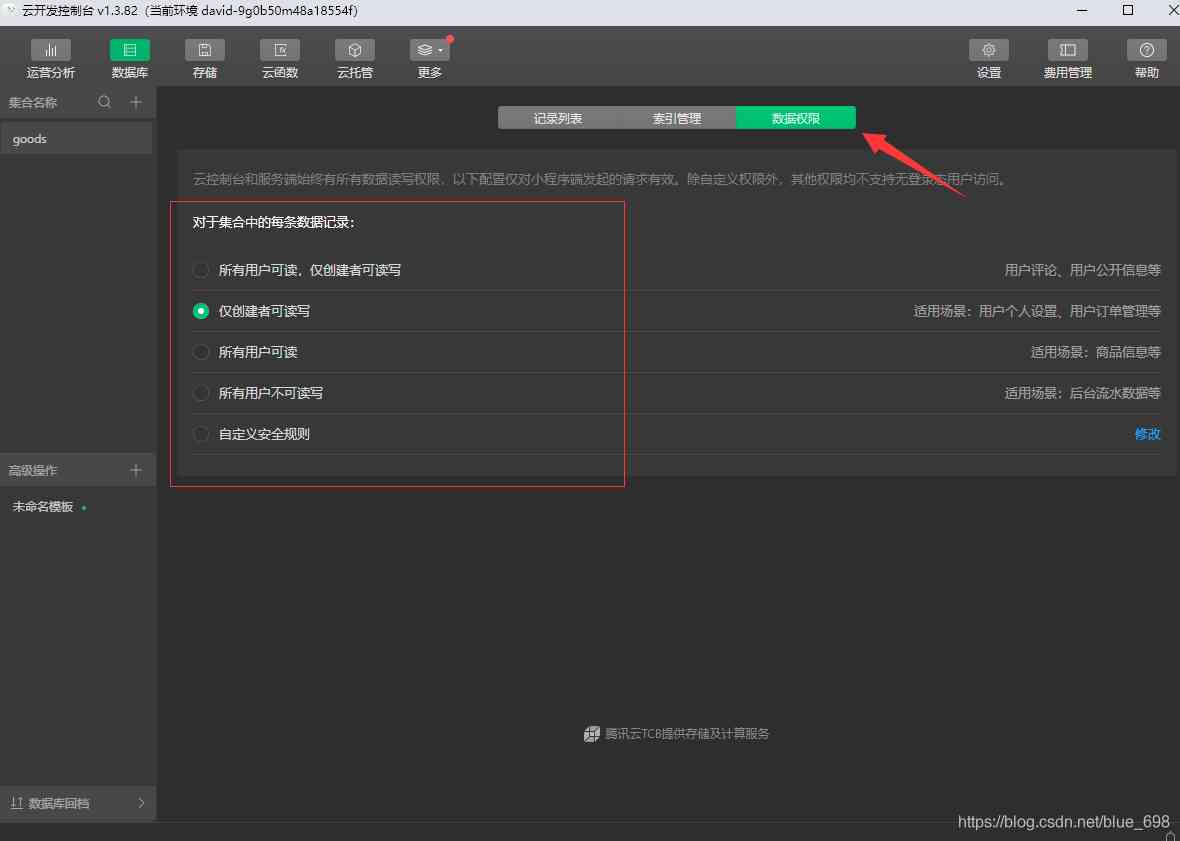 云开发控制台 v1.3.82（当前环境 david-9g0b50m48a18554f）
运营分析 数据库 存储 云函数 云托管 更多 设置 费用管理 帮助
集合名称
goods
记录列表 索引管理 数据权限
云控制台和服务端始终有所有数据读写权限，以下配置仅对小程序端发起的请求有效。除自定义权限外，其他权限均不支持无登录态用户访问。
对于集合中的每条数据记录：
所有用户可读，仅创建者可读写 用户评论、用户公开信息等
仅创建者可读写 适用场景：用户个人设置、用户订单管理等
所有用户可读 适用场景：商品信息等
所有用户不可读写 适用场景：后台流水数据等
自定义安全规则 修改
高级操作
未命名模板
腾讯云TCB提供存储及计算服务
数据库回档
https://blog.csdn.net/blue_698